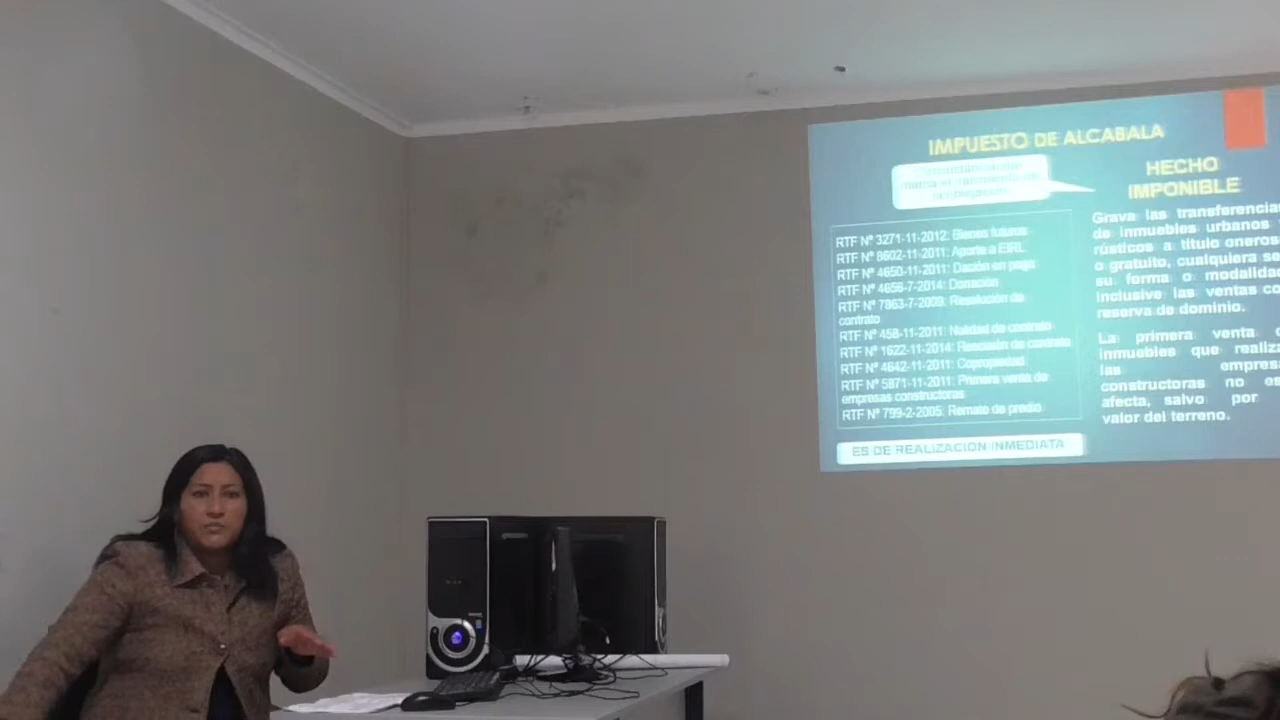 IMPUESTO DE ALCABALA
RTF Nº 3271-11-2012: Bienes futuros
RTF Nº 8602-11-2011: Aporte a EIRL
RTF Nº 4650-11-2011: Dación en pago
RTF Nº 4656-7-2014: Donación
RTF Nº 7863-7-2009: Resolución de
contrato
RTF Nº 458-11-2011: Nulidad de contrato
RTF Nº 1622-11-2014: Rescisión de contrato
RTF Nº 4642-11-2011: Copropiedad
RTF Nº 5871-11-2011: Primera venta de
empresas constructoras
RTF Nº 799-2-2005: Remate de predio
ES DE REALIZACION INMEDIATA
HECHO
IMPONIBLE
Grava las transferencia
de inmuebles urbanos
rústicos a titulo oneros
o gratuito, cualquiera se
su forma o modalida
inclusive las ventas co
reserva de dominio.
La primera venta
inmuebles que realiza
las empresa
constructoras no es
afecta, salvo por
valor del terreno.